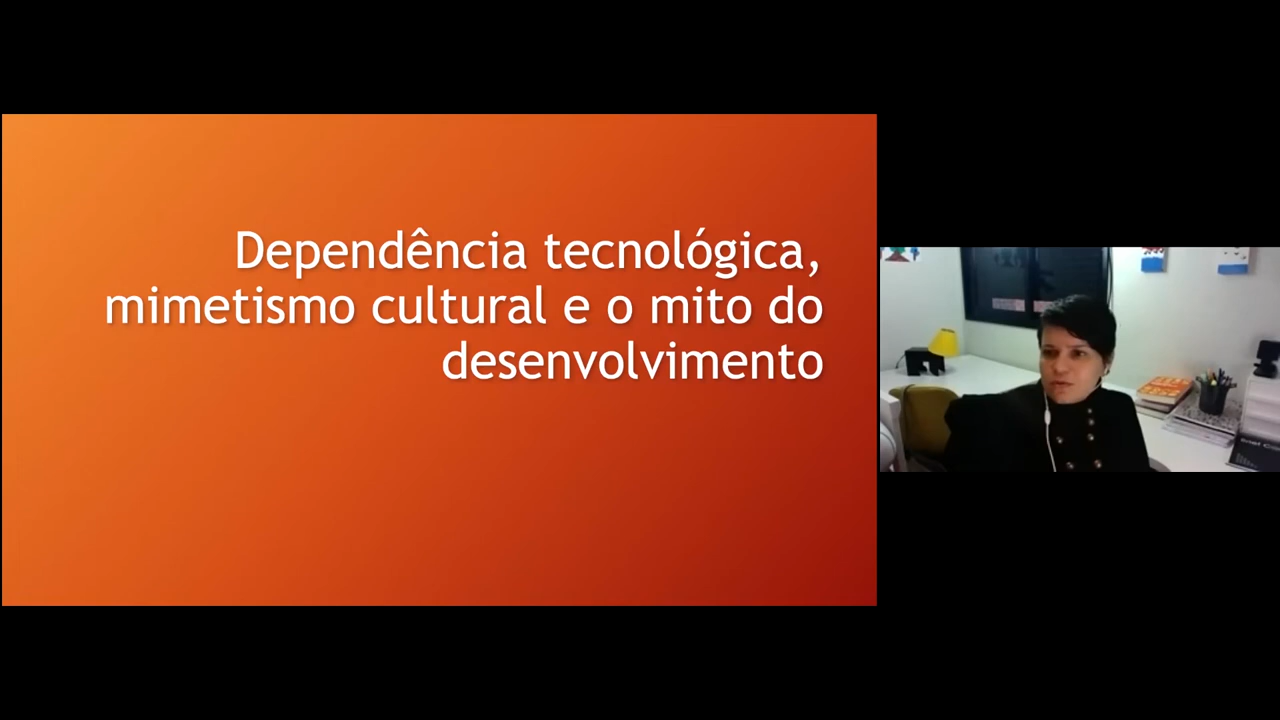 Dependência tecnológica,
mimetismo cultural e o mito do
desenvolvimento